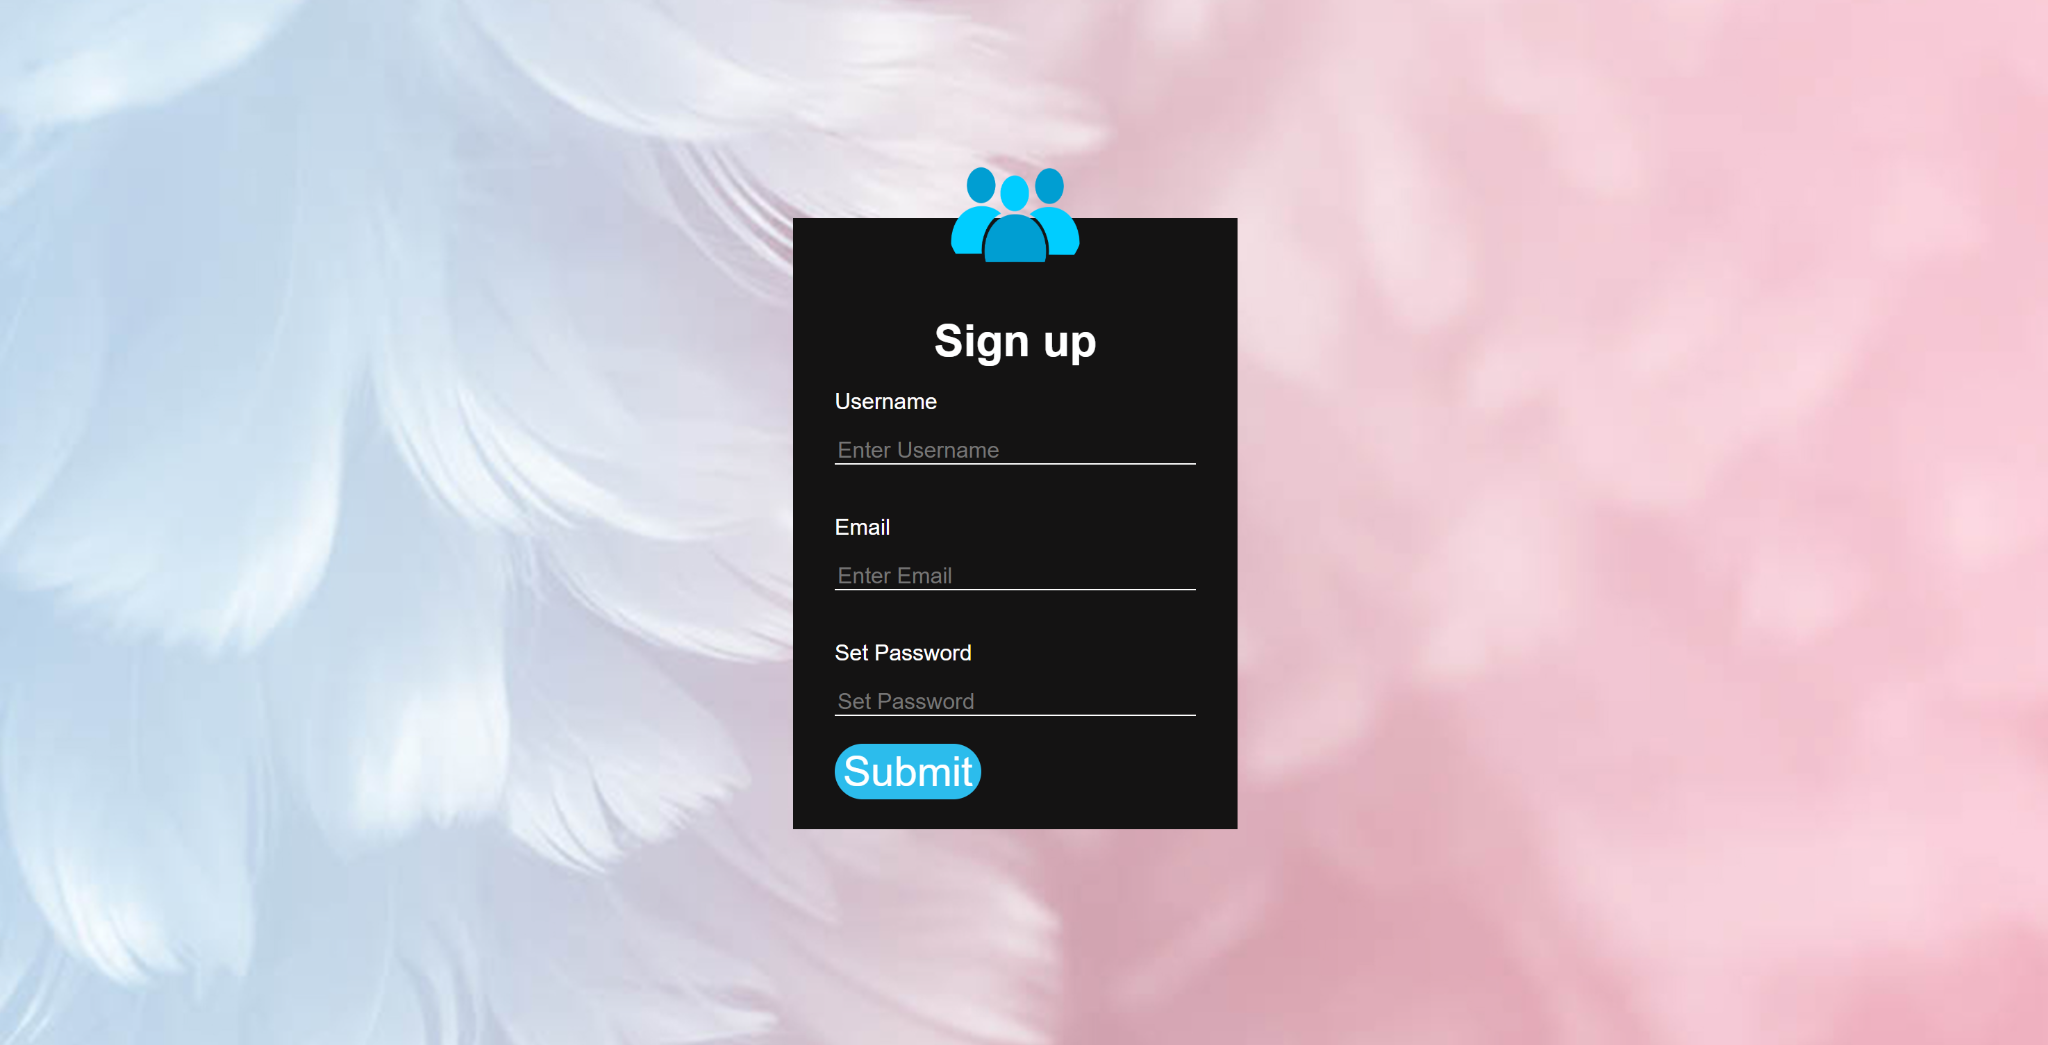 Sign up
Username
Enter Username
Email
Enter Email
Set Password
Set Password
Submit